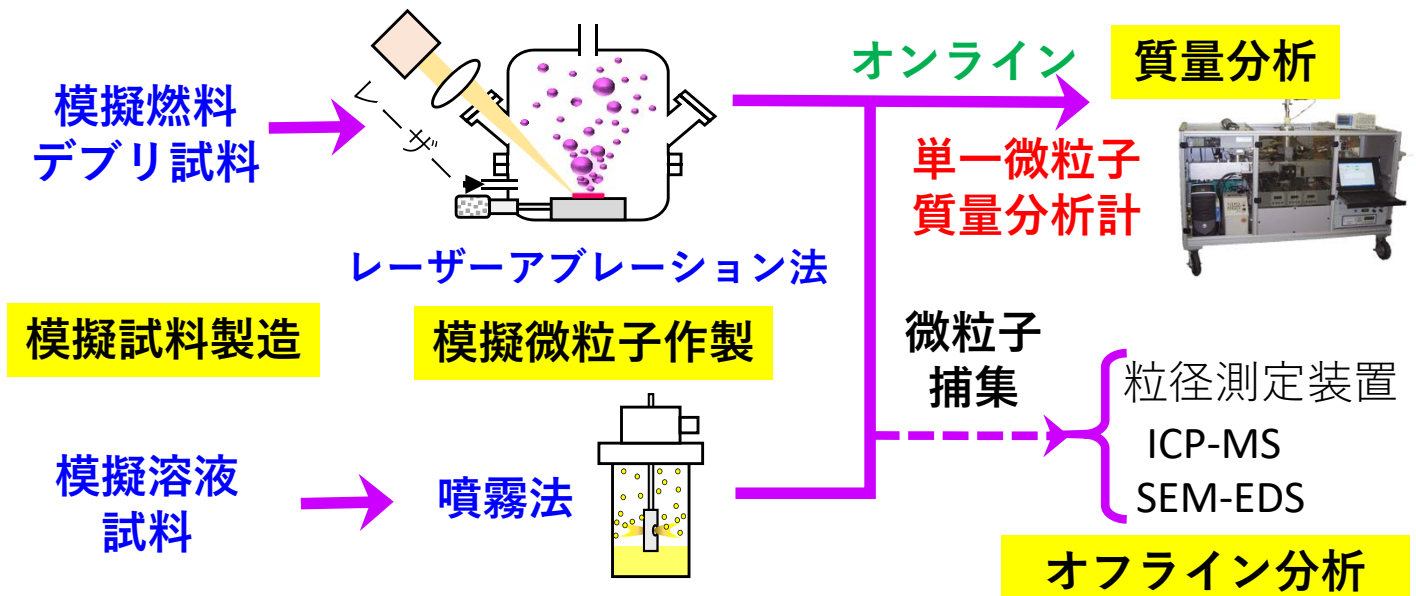 模擬燃料
デブリ試料
レーザー
レーザーアブレーション法
オンライン
質量分析
単一微粒子
質量分析計
模擬試料製造
模擬微粒子作製
微粒子
捕集
粒径測定装置
ICP-MS
SEM-EDS
模擬溶液
試料
噴霧法
オフライン分析